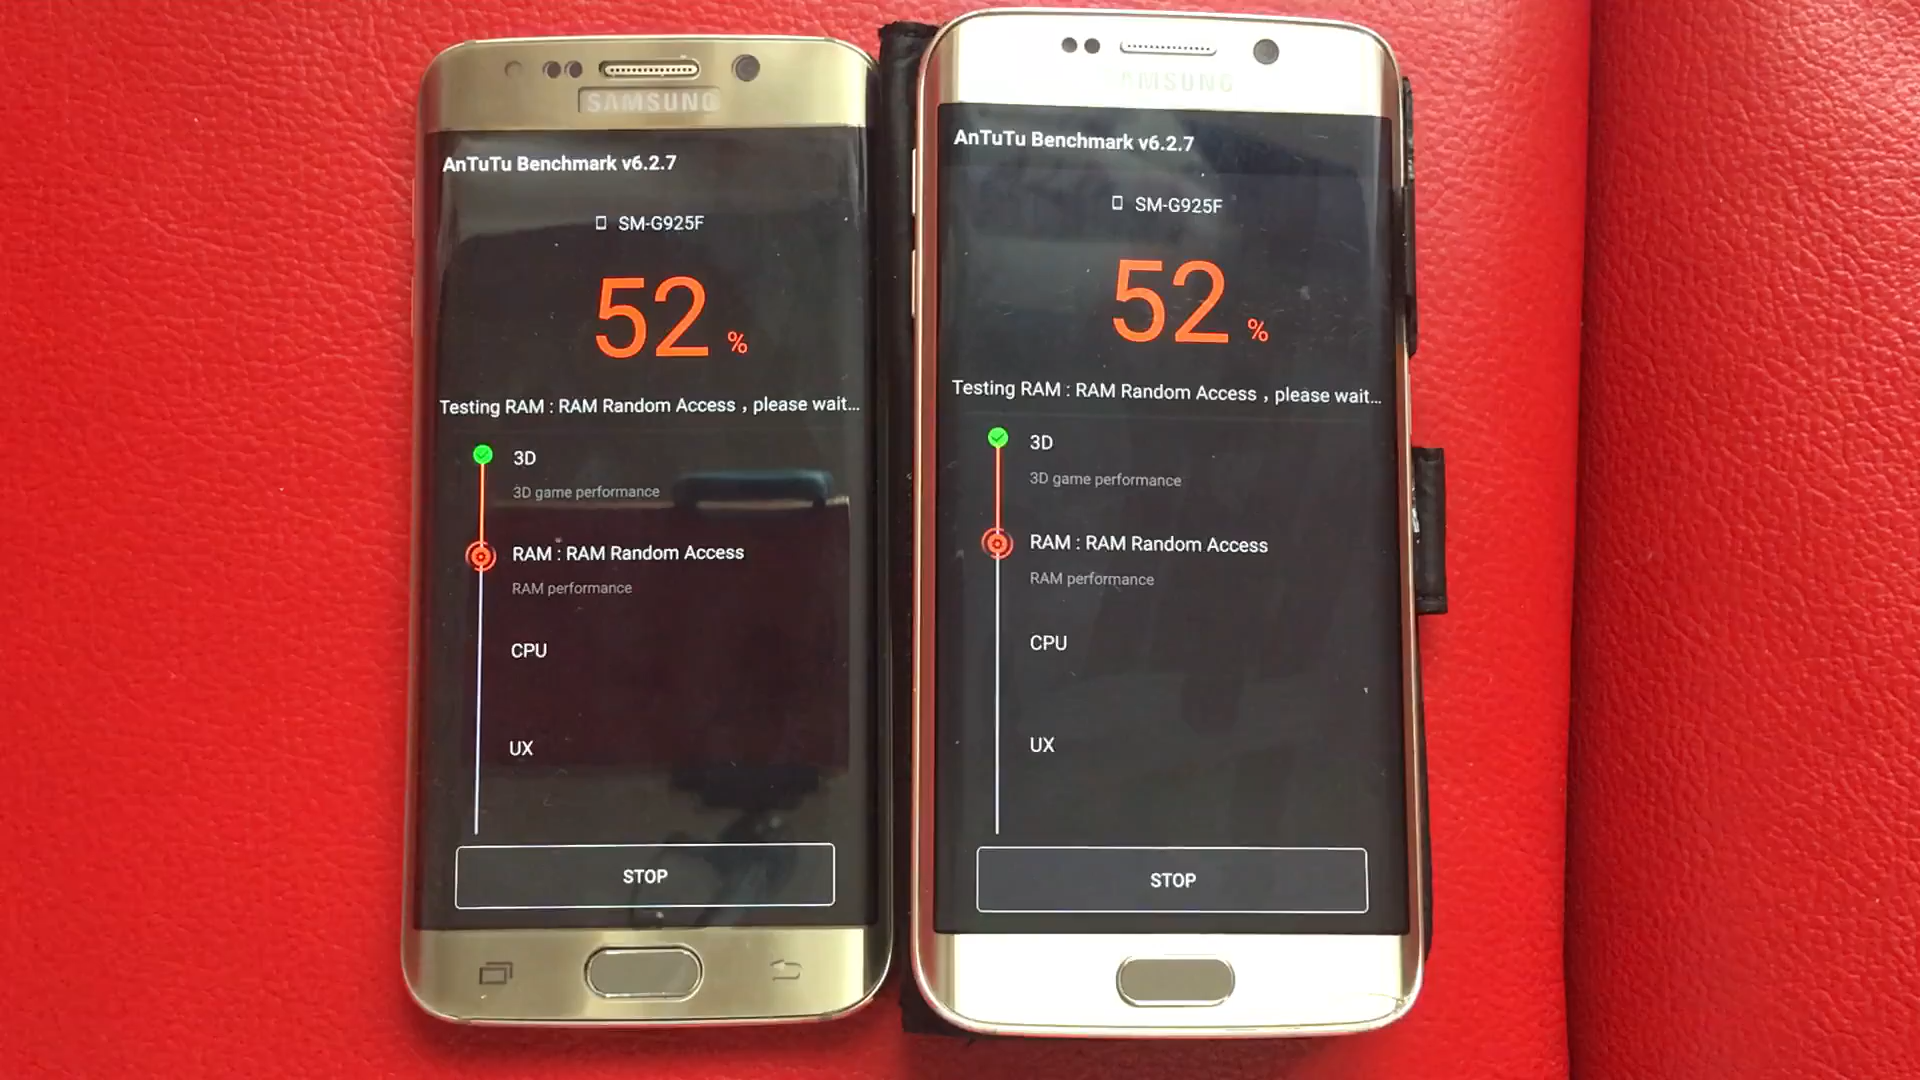 SAMSUNG
AnTuTu Benchmark v6.2.7
SM-G925F
52 %
Testing RAM : RAM Random Access , please wait...
3D
3D game performance
RAM : RAM Random Access
RAM performance
CPU
UX
STOP
SAMSUNG
AnTuTu Benchmark v6.2.7
SM-G925F
52 %
Testing RAM : RAM Random Access , please wait...
3D
3D game performance
RAM : RAM Random Access
RAM performance
CPU
UX
STOP